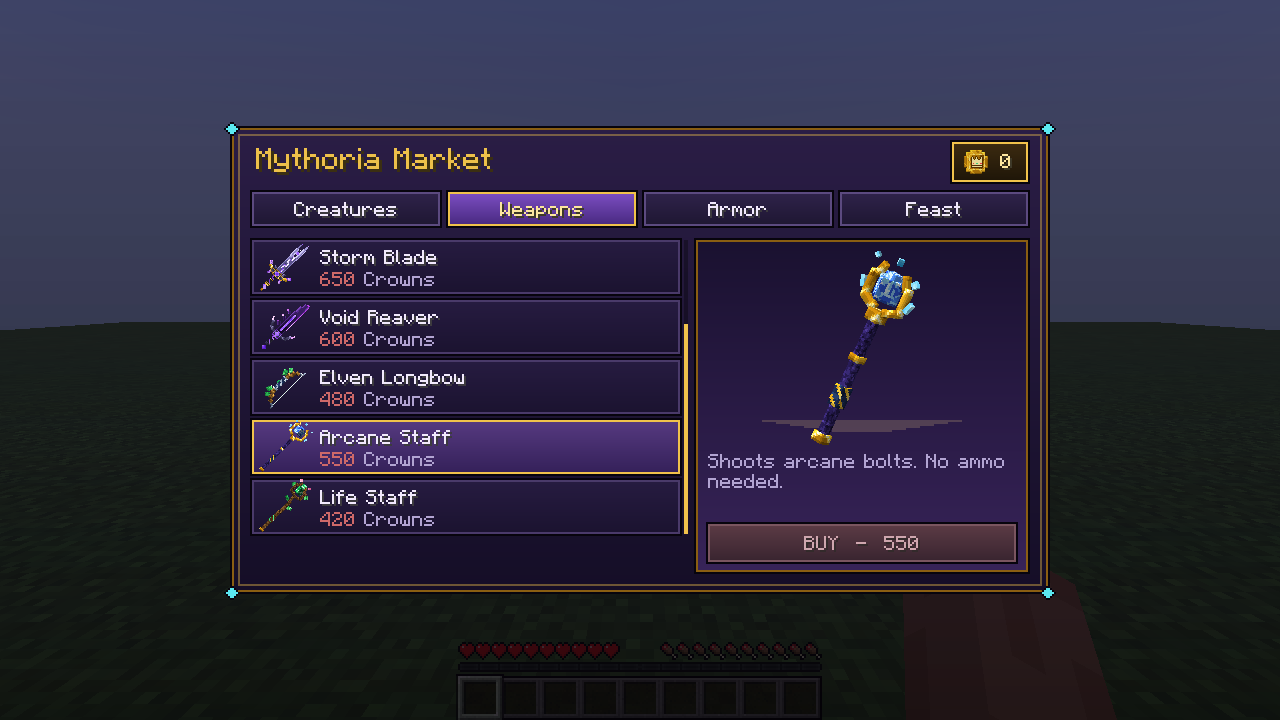 Mythoria Market
0
Creatures
Weapons
Armor
Feast
Storm Blade
650 Crowns
Void Reaver
600 Crowns
Elven Longbow
480 Crowns
Arcane Staff
550 Crowns
Life Staff
420 Crowns
Shoots arcane bolts. No ammo
needed.
BUY - 550